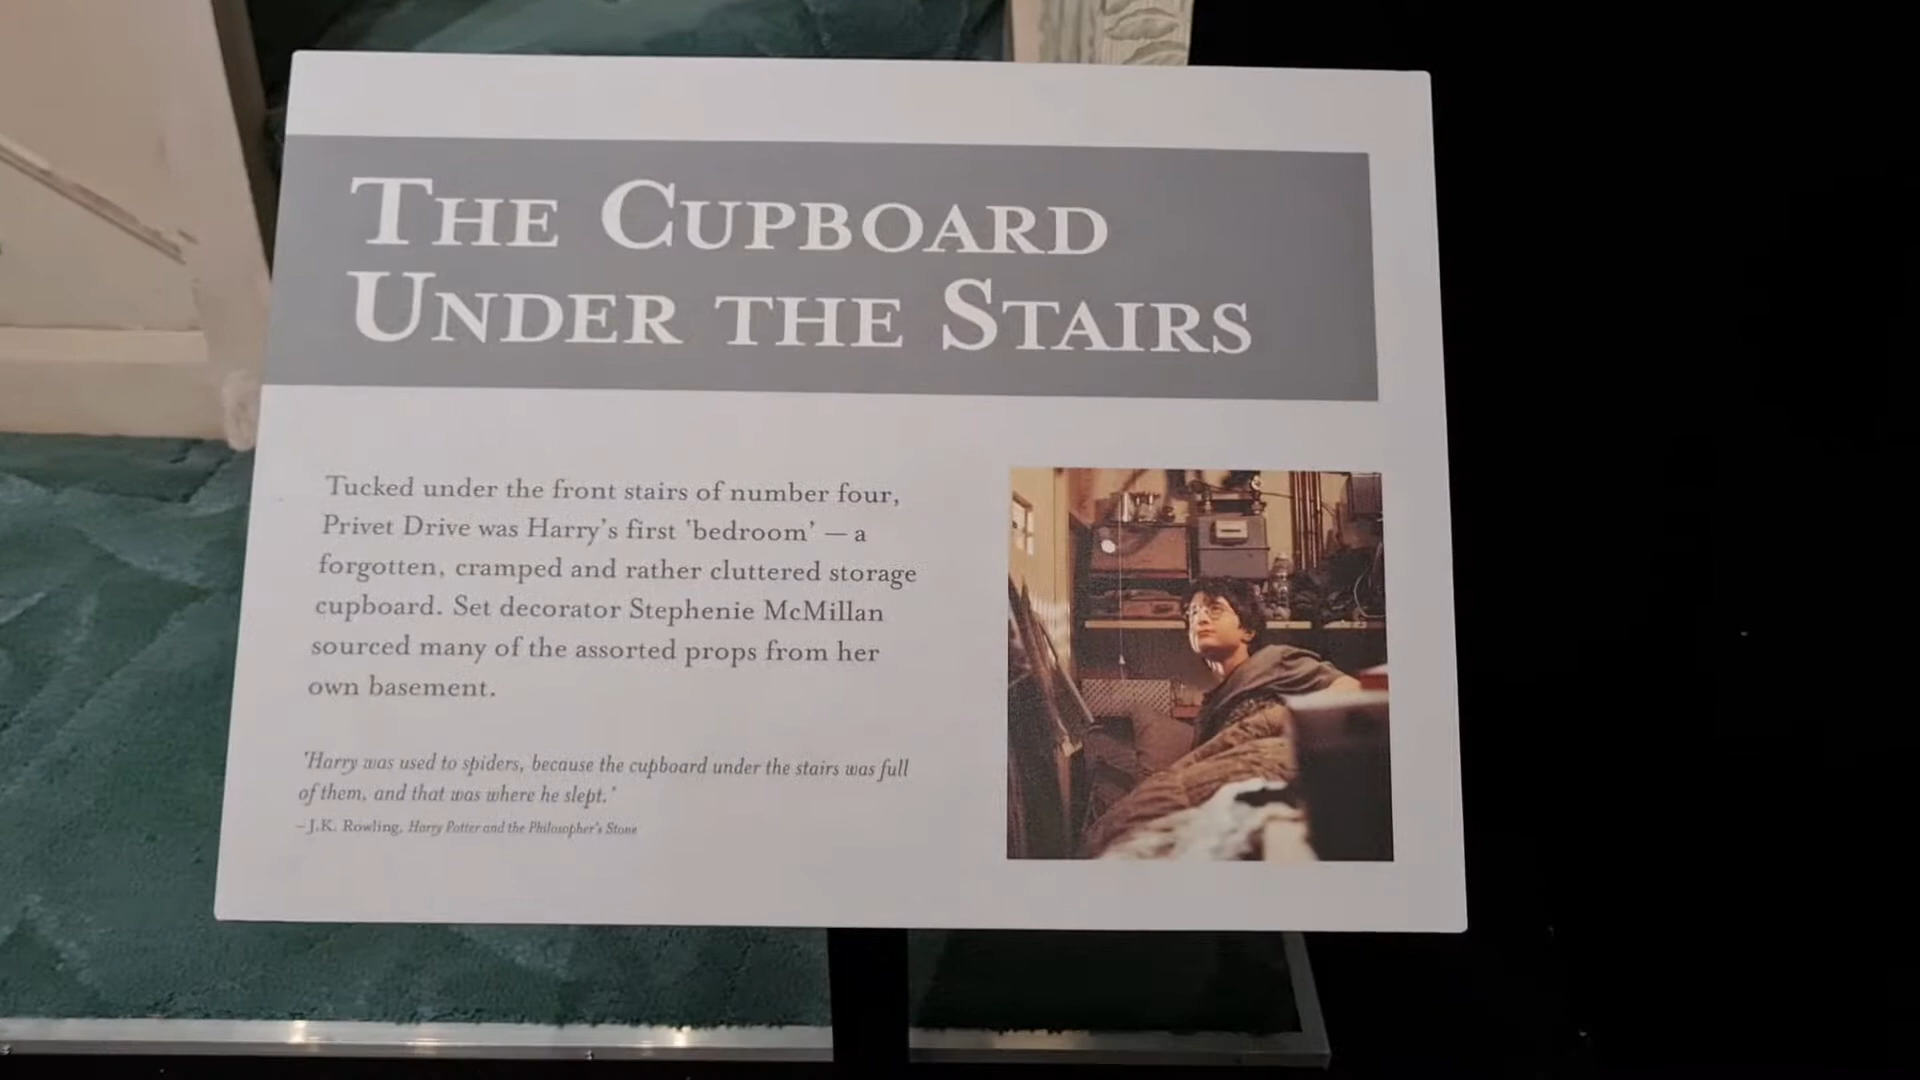 The Cupboard
Under the Stairs
Tucked under the front stairs of number four,
Privet Drive was Harry's first 'bedroom' — a
forgotten, cramped and rather cluttered storage
cupboard. Set decorator Stephenie McMillan
sourced many of the assorted props from her
own basement.
'Harry was used to spiders, because the cupboard under the stairs was full
of them, and that was where he slept.'
– J.K. Rowling, Harry Potter and the Philosopher's Stone